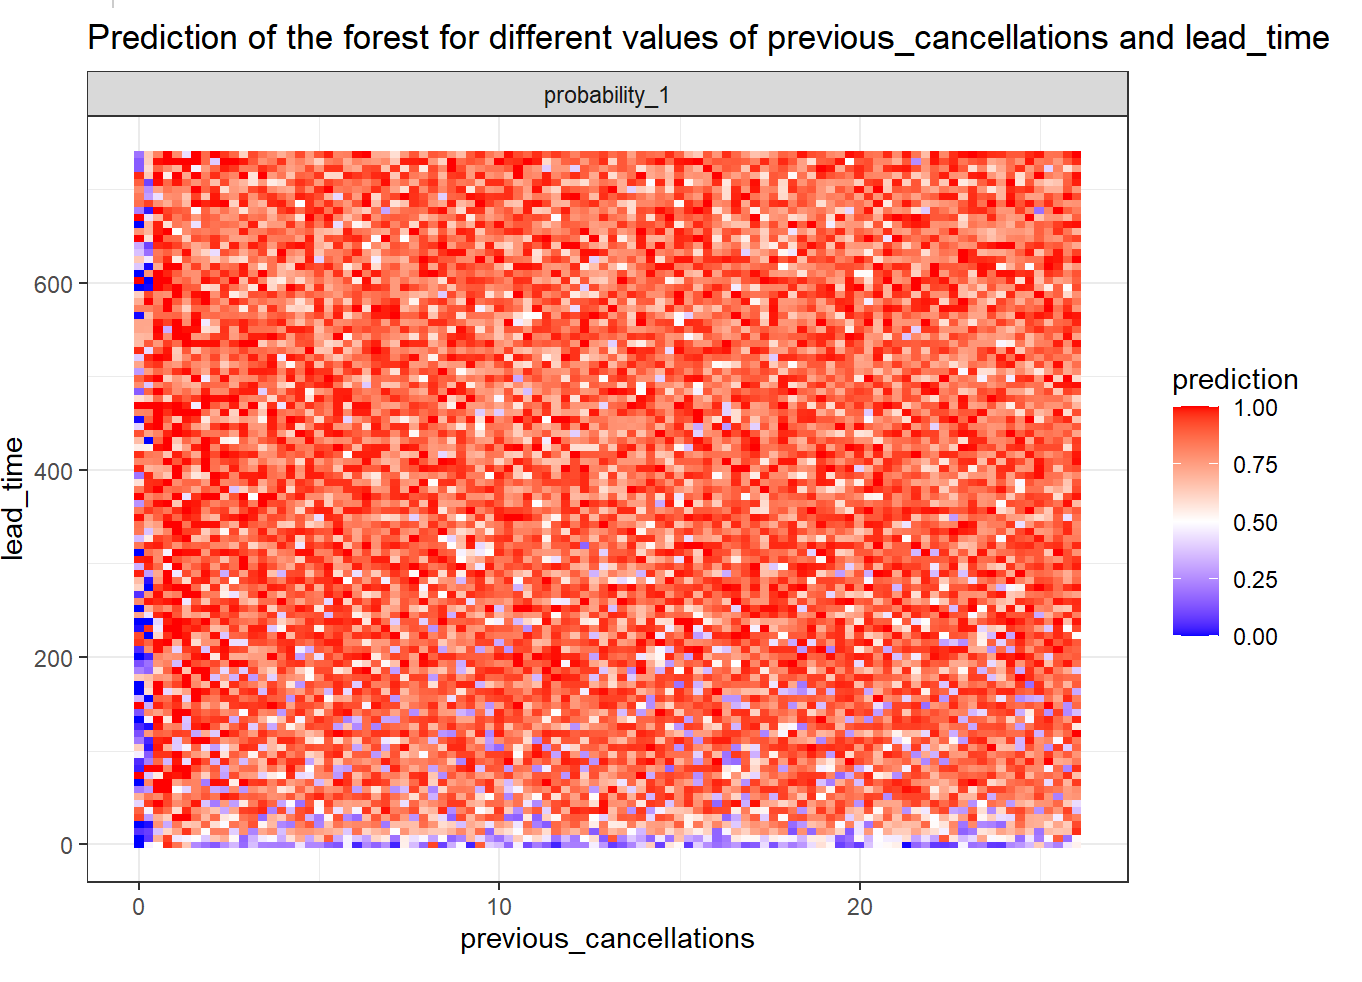 Prediction of the forest for different values of previous_cancellations and lead_time
probability_1
600
400
200
0
lead_time
0
10
20
previous_cancellations
prediction
1.00
0.75
0.50
0.25
0.00